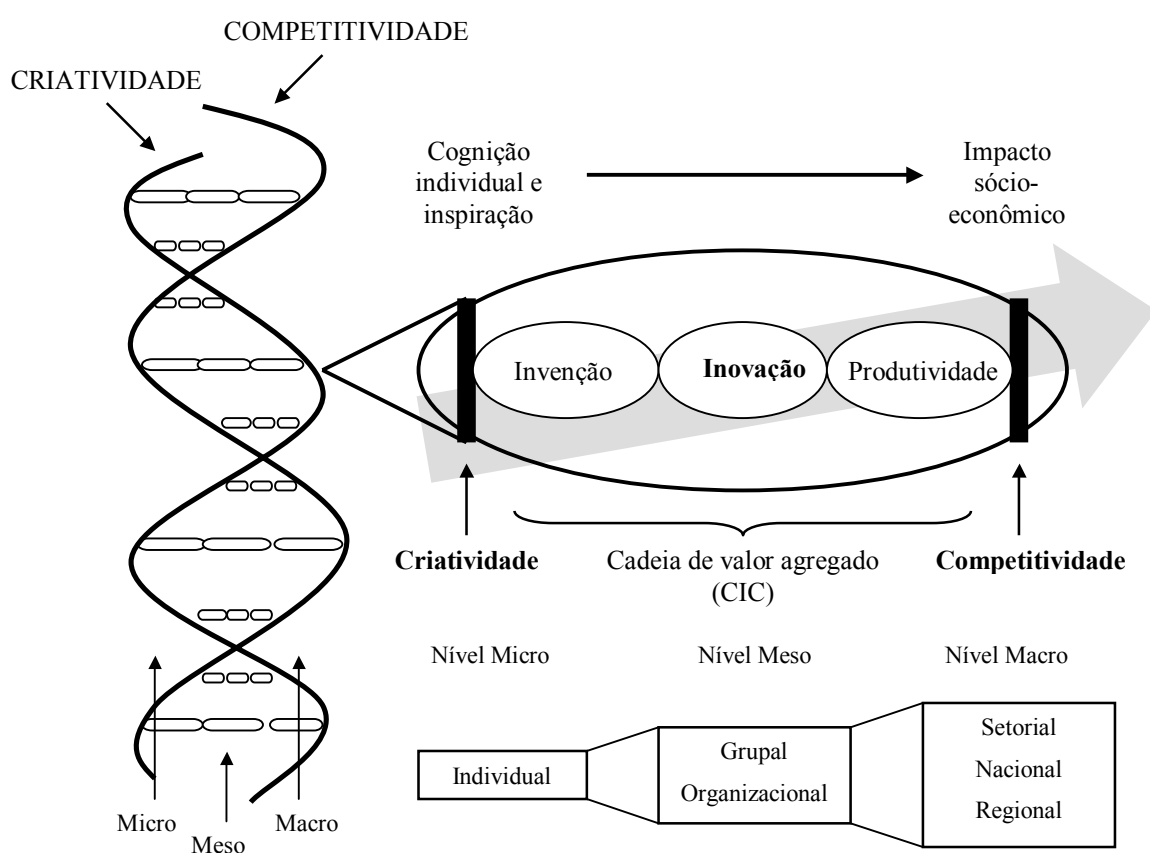 COMPETITIVIDADE
CRIATIVIDADE
Cognição
individual e
inspiração
Impacto
sócio-
econômico
Invenção
Inovação
Produtividade
Criatividade
Cadeia de valor agregado
(CIC)
Competitividade
Nível Micro
Nível Meso
Nível Macro
Individual
Grupal
Organizacional
Setorial
Nacional
Regional
Micro
Meso
Macro